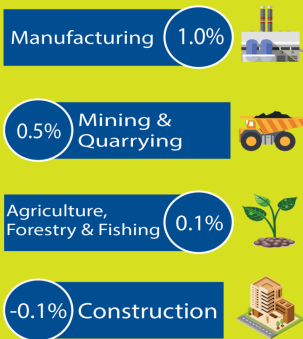 Manufacturing 1.0%
0.5% Mining &
Quarrying
Agriculture,
Forestry & Fishing 0.1%
-0.1% Construction